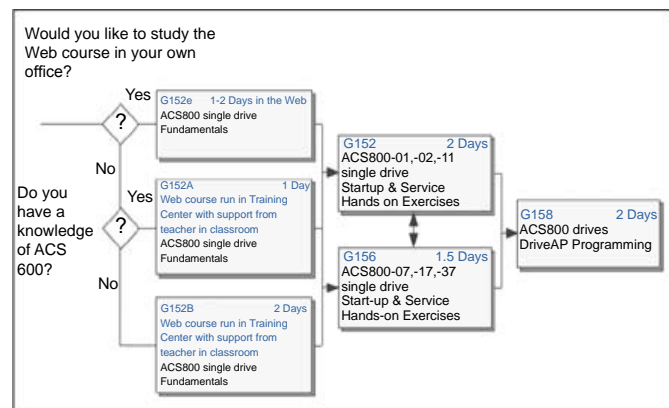 Would you like to study the
Web course in your own
office?
Yes
?
No
G152e 1-2 Days in the Web
ACS800 single drive
Fundamentals
Do you
have a
knowledge
of ACS
600?
Yes
?
No
G152A 1 Day
Web course run in Training
Center with support from
teacher in classroom
ACS800 single drive
Fundamentals
G152B 2 Days
Web course run in Training
Center with support from
teacher in classroom
ACS800 single drive
Fundamentals
G152 2 Days
ACS800-01,-02,-11
single drive
Startup & Service
Hands on Exercises
G156 1.5 Days
ACS800-07,-17,-37
single drive
Start-up & Service
Hands-on Exercises
G158 2 Days
ACS800 drives
DriveAP Programming